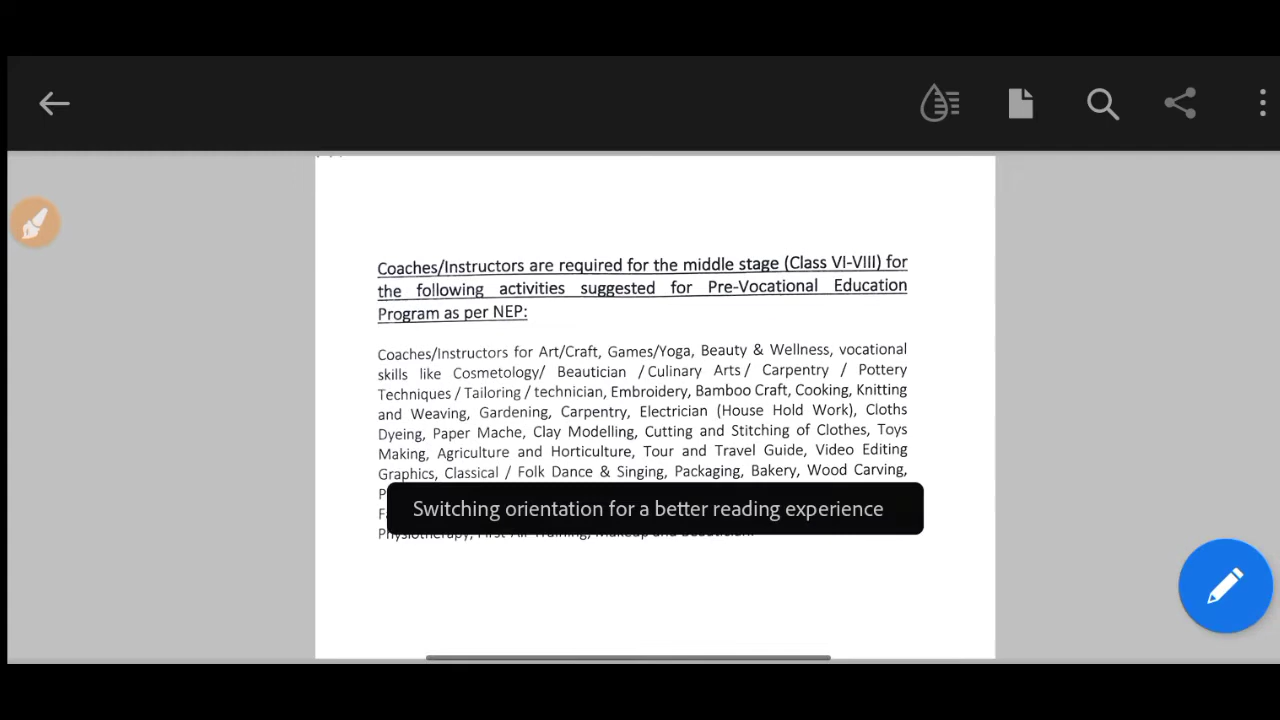 Coaches/Instructors are required for the middle stage (Class VI-VIII) for
the following activities suggested for Pre-Vocational Education
Program as per NEP:
Coaches/Instructors for Art/Craft, Games/Yoga, Beauty & Wellness, vocational
skills like Cosmetology/ Beautician /Culinary Arts/ Carpentry / Pottery
Techniques / Tailoring / technician, Embroidery, Bamboo Craft, Cooking, Knitting
and Weaving, Gardening, Carpentry, Electrician (House Hold Work), Cloths
Dyeing, Paper Mache, Clay Modelling, Cutting and Stitching of Clothes, Toys
Making, Agriculture and Horticulture, Tour and Travel Guide, Video Editing
Graphics, Classical / Folk Dance & Singing, Packaging, Bakery, Wood Carving,
Switching orientation for a better reading experience
Physiotherapy,